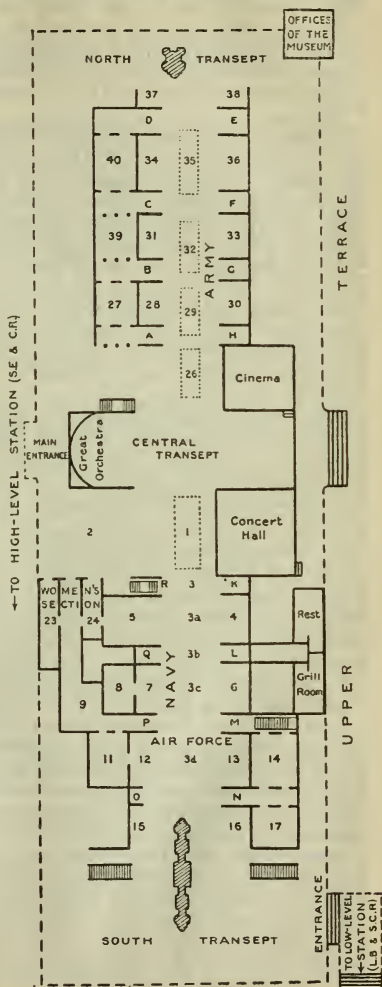 OFFICES
OF THE
MUSEUM
NORTH TRANSEPT
37 38
D E
40 34 35 36
C F
39 31 32 33
B G
27 28 29 30
A H
ARMY
26
Cinema
TERRACE
← TO HIGH-LEVEL STATION (S.E & C.R.)
MAIN
ENTRANCE
Great
Orchestra
CENTRAL
TRANSEPT
2 1
Concert
Hall
WOMEN'S
SECTION
23 24
R 3 K
5 3a 4
Rest
Q 3b L
NAVY
9 8 7 3c G
Grill
Room
P M
UPPER
AIR FORCE
11 12 3d 13 14
O N
15 16 17
SOUTH TRANSEPT
ENTRANCE
TO LOW-LEVEL
← STATION
(L.B & S.C.R)